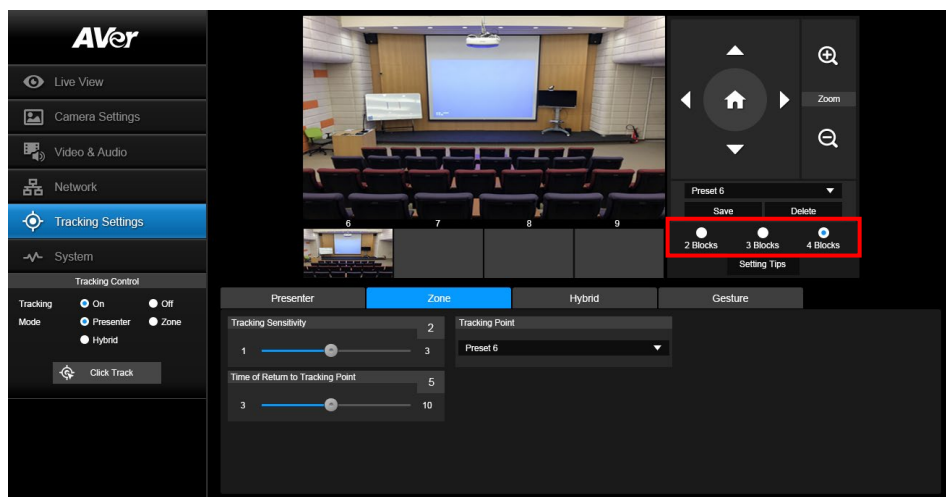 AVer
Live View
Camera Settings
Video & Audio
Network
Tracking Settings
System
Tracking Control
Tracking On Off
Mode Presenter Zone
Hybrid
Click Track
Zoom
Preset 6
Save Delete
2 Blocks 3 Blocks 4 Blocks
Setting Tips
6 7 8 9
Presenter Zone Hybrid Gesture
Tracking Sensitivity 2
1 3
Time of Return to Tracking Point 5
3 10
Tracking Point
Preset 6